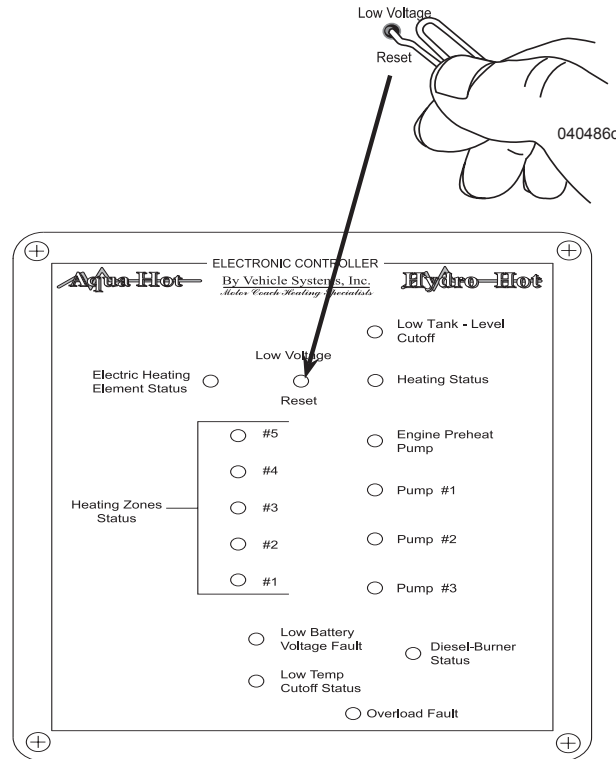 Low Voltage
Reset
040486c
ELECTRONIC CONTROLLER
Aqua-Hot
By Vehicle Systems, Inc.
Hydro-Hot
Motor Coach Heating Specialists
Low Tank - Level
Cutoff
Low Voltage
Electric Heating
Element Status
Heating Status
Reset
#5
Engine Preheat
Pump
#4
Pump #1
Heating Zones
Status
#3
#2
Pump #2
#1
Pump #3
Low Battery
Voltage Fault
Diesel-Burner
Status
Low Temp
Cutoff Status
Overload Fault